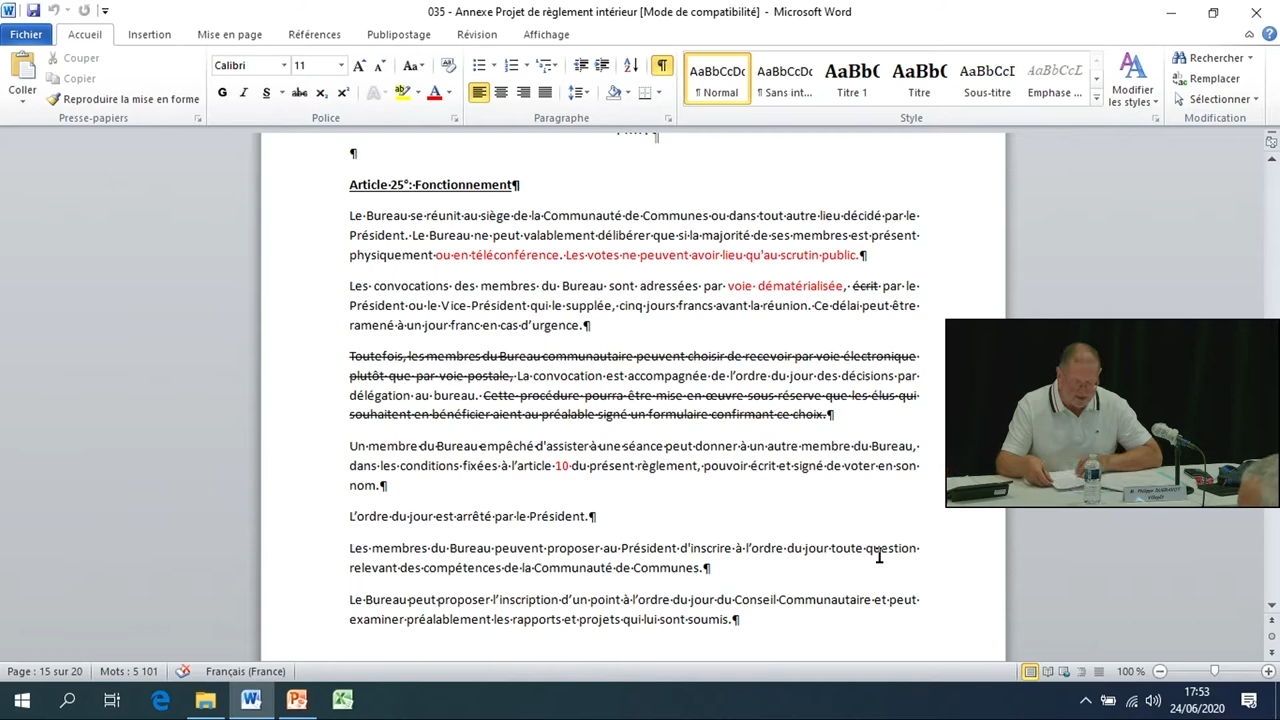 035 - Annexe Projet de règlement intérieur [Mode de compatibilité] - Microsoft Word
Fichier Accueil Insertion Mise en page Références Publipostage Révision Affichage
Coller
Couper
Copier
Reproduire la mise en forme
Presse-papiers
Calibri 11
Police
Paragraphe
AaBbCcDc AaBbCcDc AaBb( AaBb( AaBbCcD AaBbCcL
¶ Normal ¶ Sans int... Titre 1 Titre Sous-titre Emphase ...
Style
Modifier les styles
Rechercher
Remplacer
Sélectionner
Modification
¶
Article 25° : Fonctionnement¶
Le Bureau se réunit au siège de la Communauté de Communes ou dans tout autre lieu décidé par le
Président. Le Bureau ne peut valablement délibérer que si la majorité de ses membres est présent
physiquement ou en téléconférence. Les votes ne peuvent avoir lieu qu'au scrutin public.¶
Les convocations des membres du Bureau sont adressées par voie dématérialisée, écrit par le
Président ou le Vice-Président qui le supplée, cinq jours francs avant la réunion. Ce délai peut être
ramené à un jour franc en cas d'urgence.¶
Toutefois, les membres du Bureau communautaire peuvent choisir de recevoir par voie électronique
plutôt que par voie postale, La convocation est accompagnée de l'ordre du jour des décisions par
délégation au bureau. Cette procédure pourra être mise en œuvre sous réserve que les élus qui
souhaitent en bénéficier aient au préalable signé un formulaire confirmant ce choix.¶
Un membre du Bureau empêché d'assister à une séance peut donner à un autre membre du Bureau,
dans les conditions fixées à l'article 10 du présent règlement, pouvoir écrit et signé de voter en son
nom.¶
L'ordre du jour est arrêté par le Président.¶
Les membres du Bureau peuvent proposer au Président d'inscrire à l'ordre du jour toute question
relevant des compétences de la Communauté de Communes.¶
Le Bureau peut proposer l'inscription d'un point à l'ordre du jour du Conseil Communautaire et peut
examiner préalablement les rapports et projets qui lui sont soumis.¶
M. Philippe
Page : 15 sur 20 Mots : 5 101 Français (France) 100 %
17:53
24/06/2020